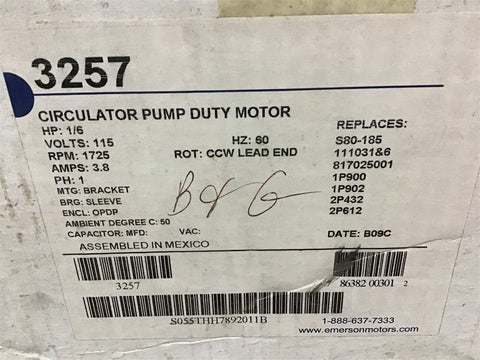 3257
CIRCULATOR PUMP DUTY MOTOR
HP: 1/6
VOLTS: 115 HZ: 60
RPM: 1725 ROT: CCW LEAD END
AMPS: 3.8
PH: 1
MTG: BRACKET
BRG: SLEEVE
ENCL: OPDP
AMBIENT DEGREE C: 50
CAPACITOR: MFD: VAC:
ASSEMBLED IN MEXICO
B & G
REPLACES:
S80-185
111031&6
817025001
1P900
1P902
2P432
2P612
DATE: B09C
3257
86382 00301 2
S055THH7892011B
1-888-637-7333
www.emersonmotors.com